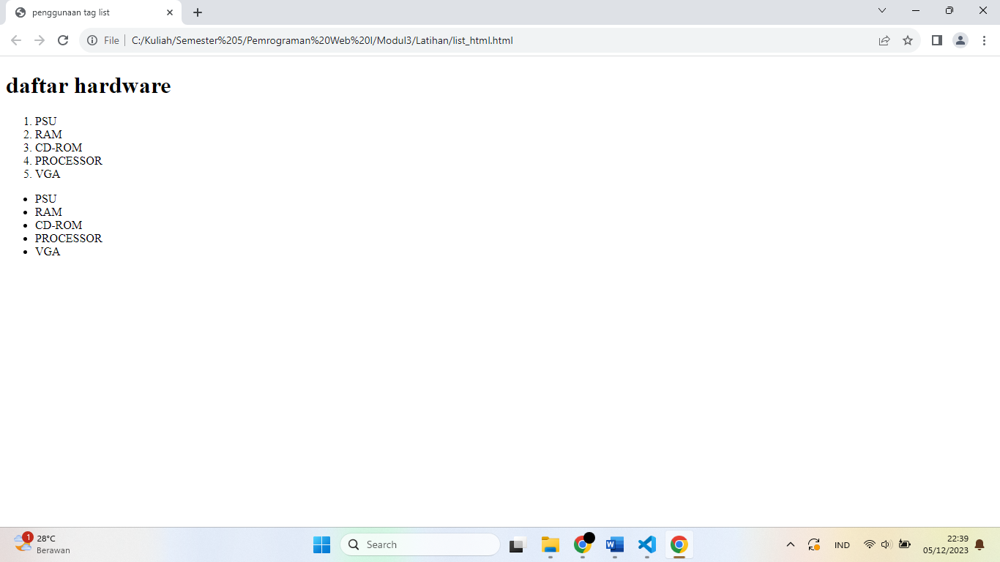 penggunaan tag list
File
C:/Kuliah/Semester%205/Pemrograman%20Web%20I/Modul3/Latihan/list_html.html
daftar hardware
1. PSU
2. RAM
3. CD-ROM
4. PROCESSOR
5. VGA
• PSU
• RAM
• CD-ROM
• PROCESSOR
• VGA
1
28°C
Berawan
Search
W
IND
22:39
05/12/2023